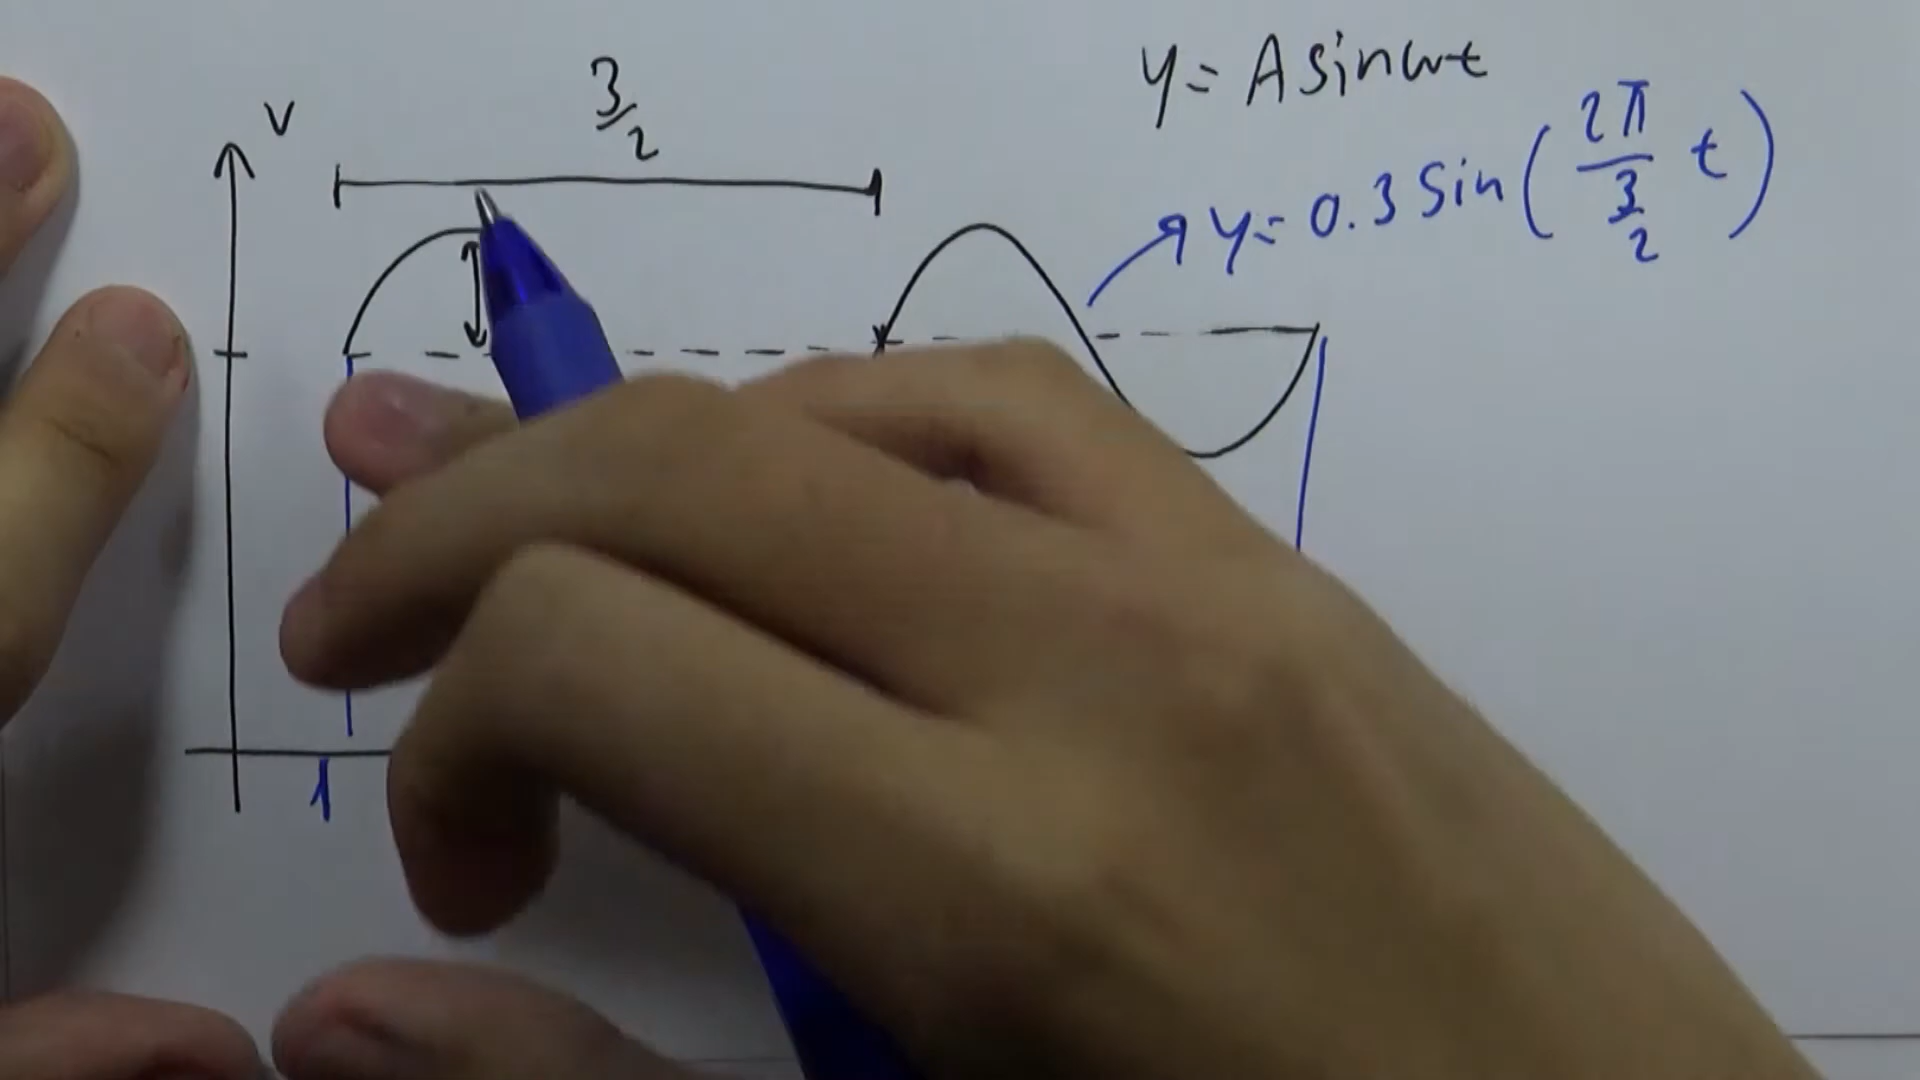 3/2
y = A sin ωt
V
y = 0.3 sin(2π/(3/2) t)
1